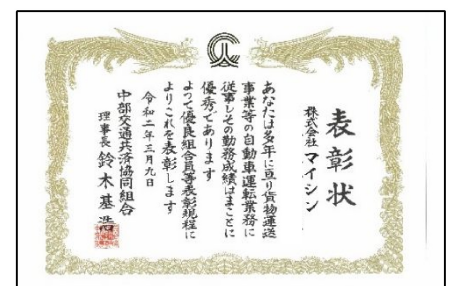 表彰状
株式会社 マイシン
あなたは多年に亘り貨物運送
事業等の自動車運転業務に
従事しその勤務成績はまことに
優秀であります
よって優良組合員等表彰規程に
よりこれを表彰します
令和二年三月九日
中部交通共済協同組合
理事長 鈴木基浩